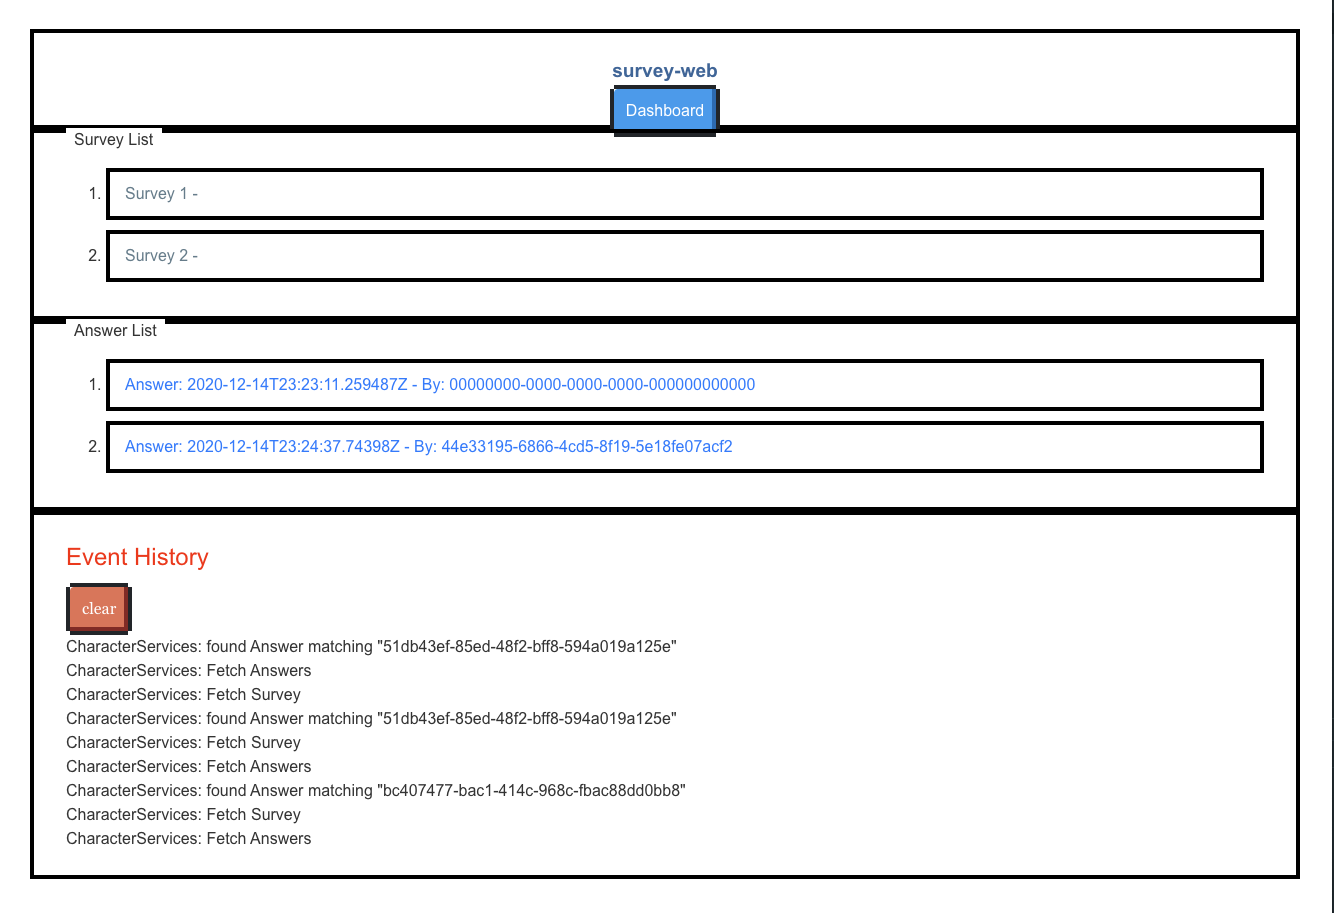 survey-web
Dashboard
Survey List
1. Survey 1 -
2. Survey 2 -
Answer List
1. Answer: 2020-12-14T23:23:11.259487Z - By: 00000000-0000-0000-0000-000000000000
2. Answer: 2020-12-14T23:24:37.74398Z - By: 44e33195-6866-4cd5-8f19-5e18fe07acf2
Event History
clear
CharacterServices: found Answer matching "51db43ef-85ed-48f2-bff8-594a019a125e"
CharacterServices: Fetch Answers
CharacterServices: Fetch Survey
CharacterServices: found Answer matching "51db43ef-85ed-48f2-bff8-594a019a125e"
CharacterServices: Fetch Survey
CharacterServices: Fetch Answers
CharacterServices: found Answer matching "bc407477-bac1-414c-968c-fbac88dd0bb8"
CharacterServices: Fetch Survey
CharacterServices: Fetch Answers